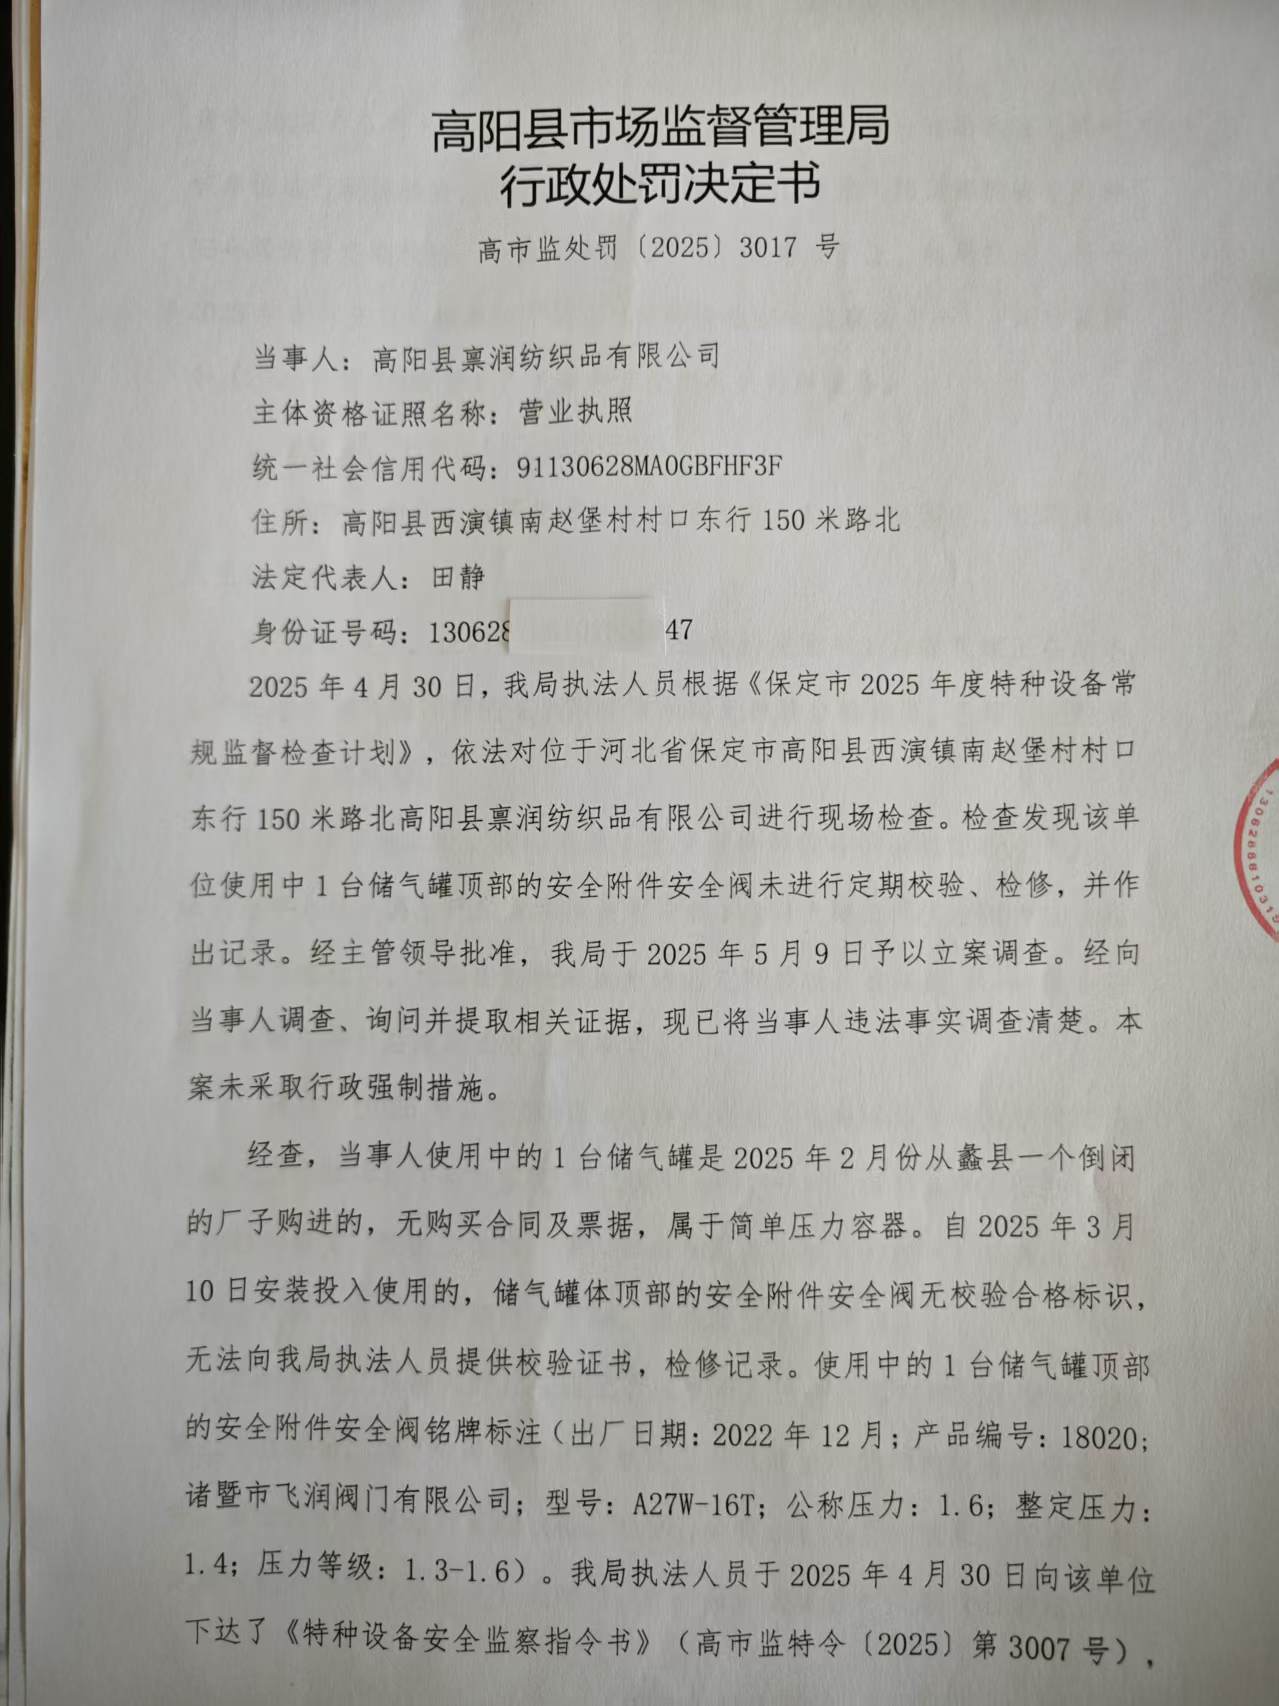 高阳县市场监督管理局
行政处罚决定书
高市监处罚〔2025〕3017 号
当事人：高阳县禀润纺织品有限公司
主体资格证照名称：营业执照
统一社会信用代码：91130628MA0GBFHF3F
住所：高阳县西演镇南赵堡村村口东行 150 米路北
法定代表人：田静
身份证号码：130628 47
2025 年 4 月 30 日，我局执法人员根据《保定市 2025 年度特种设备常
规监督检查计划》，依法对位于河北省保定市高阳县西演镇南赵堡村村口
东行 150 米路北高阳县禀润纺织品有限公司进行现场检查。检查发现该单
位使用中 1 台储气罐顶部的安全附件安全阀未进行定期校验、检修，并作
出记录。经主管领导批准，我局于 2025 年 5 月 9 日予以立案调查。经向
当事人调查、询问并提取相关证据，现已将当事人违法事实调查清楚。本
案未采取行政强制措施。
经查，当事人使用中的 1 台储气罐是 2025 年 2 月份从蠡县一个倒闭
的厂子购进的，无购买合同及票据，属于简单压力容器。自 2025 年 3 月
10 日安装投入使用的，储气罐体顶部的安全附件安全阀无校验合格标识，
无法向我局执法人员提供校验证书，检修记录。使用中的 1 台储气罐顶部
的安全附件安全阀铭牌标注（出厂日期：2022 年 12 月；产品编号：18020；
诸暨市飞润阀门有限公司；型号：A27W-16T；公称压力：1.6；整定压力：
1.4；压力等级：1.3-1.6）。我局执法人员于 2025 年 4 月 30 日向该单位
下达了《特种设备安全监察指令书》（高市监特令〔2025〕第 3007 号），